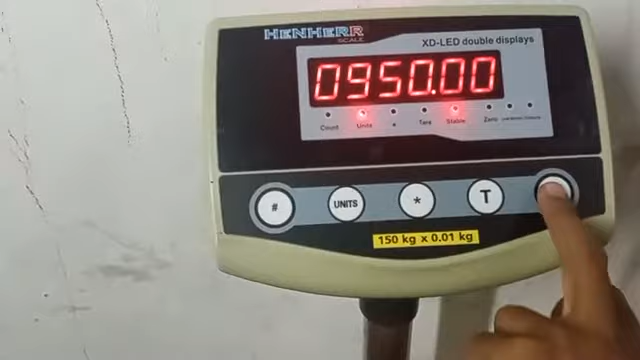 HENHERR
SCALE
XD-LED double displays
0950.00
Count Units * Tare Stable Zero
# UNITS * T
150 kg x 0.01 kg